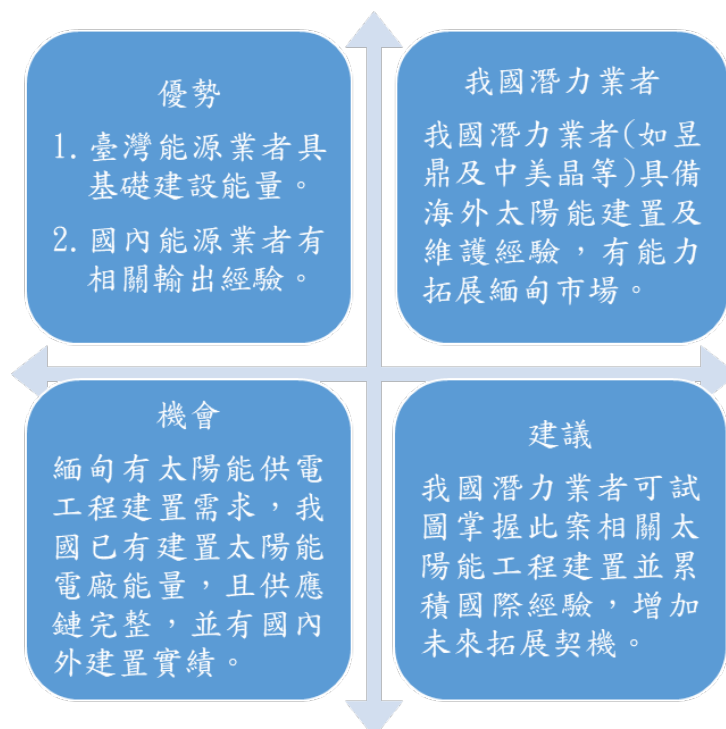 優勢
1. 臺灣能源業者具
基礎建設能量。
2. 國內能源業者有
相關輸出經驗。
我國潛力業者
我國潛力業者(如昱
鼎及中美晶等)具備
海外太陽能建置及
維護經驗，有能力
拓展緬甸市場。
機會
緬甸有太陽能供電
工程建置需求，我
國已有建置太陽能
電廠能量，且供應
鏈完整，並有國內
外建置實績。
建議
我國潛力業者可試
圖掌握此案相關太
陽能工程建置並累
積國際經驗，增加
未來拓展契機。